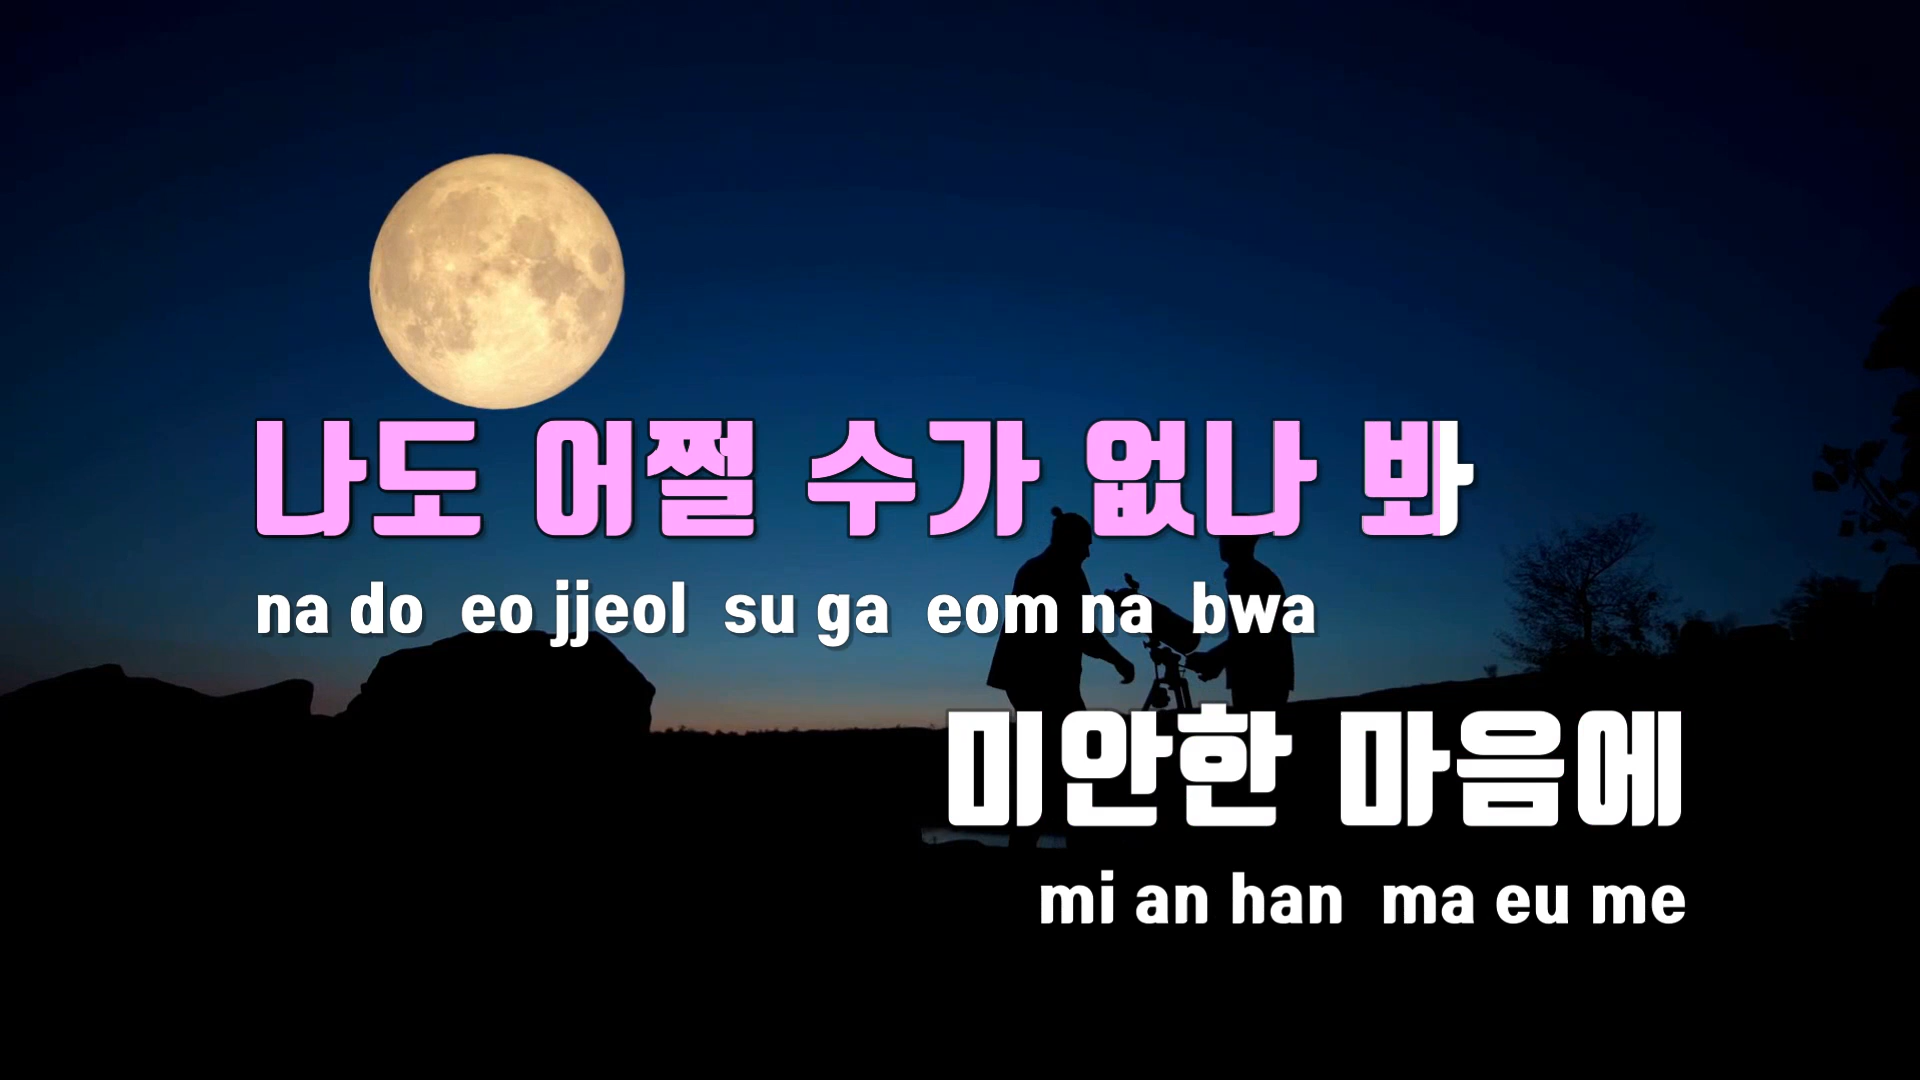 나도 어쩔 수가 없나 봐
na do eo jjeol su ga eom na bwa
미안한 마음에
mi an han ma eu me